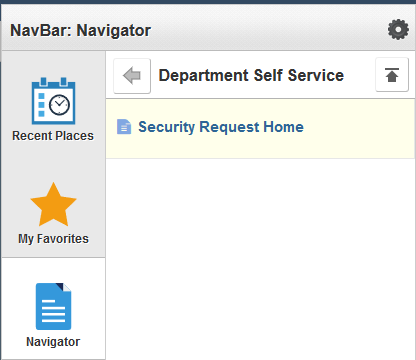 NavBar: Navigator
Recent Places
My Favorites
Navigator
Department Self Service
Security Request Home